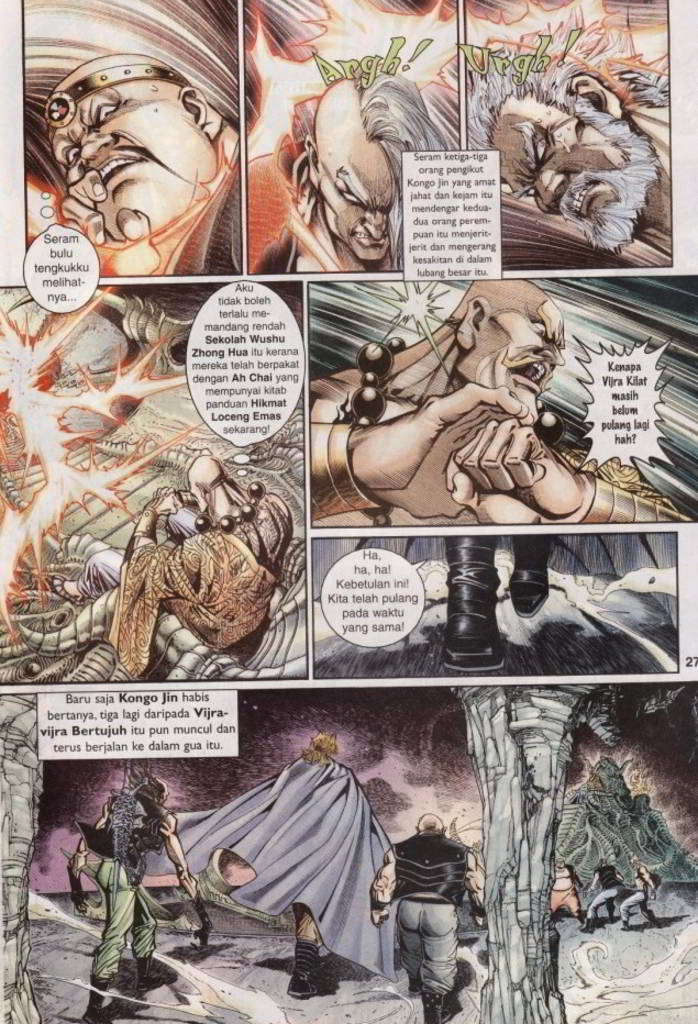 Argh!
Urgh!
Seram
bulu
tengkukku
melihat-
nya...
Seram ketiga-tiga
orang pengikut
Kongo Jin yang amat
jahat dan kejam itu
mendengar kedua-
dua orang perem-
puan itu menjerit-
jerit dan mengerang
kesakitan di dalam
lubang besar itu.
Aku
tidak boleh
terlalu me-
mandang rendah
Sekolah Wushu
Zhong Hua itu kerana
mereka telah berpakat
dengan Ah Chai yang
mempunyai kitab
panduan Hikmat
Loceng Emas
sekarang!
Kenapa
Vijra Kilat
masih
belum
pulang lagi
hah?
Ha,
ha, ha!
Kebetulan ini!
Kita telah pulang
pada waktu
yang sama!
27
Baru saja Kongo Jin habis
bertanya, tiga lagi daripada Vijra-
vijra Bertujuh itu pun muncul dan
terus berjalan ke dalam gua itu.